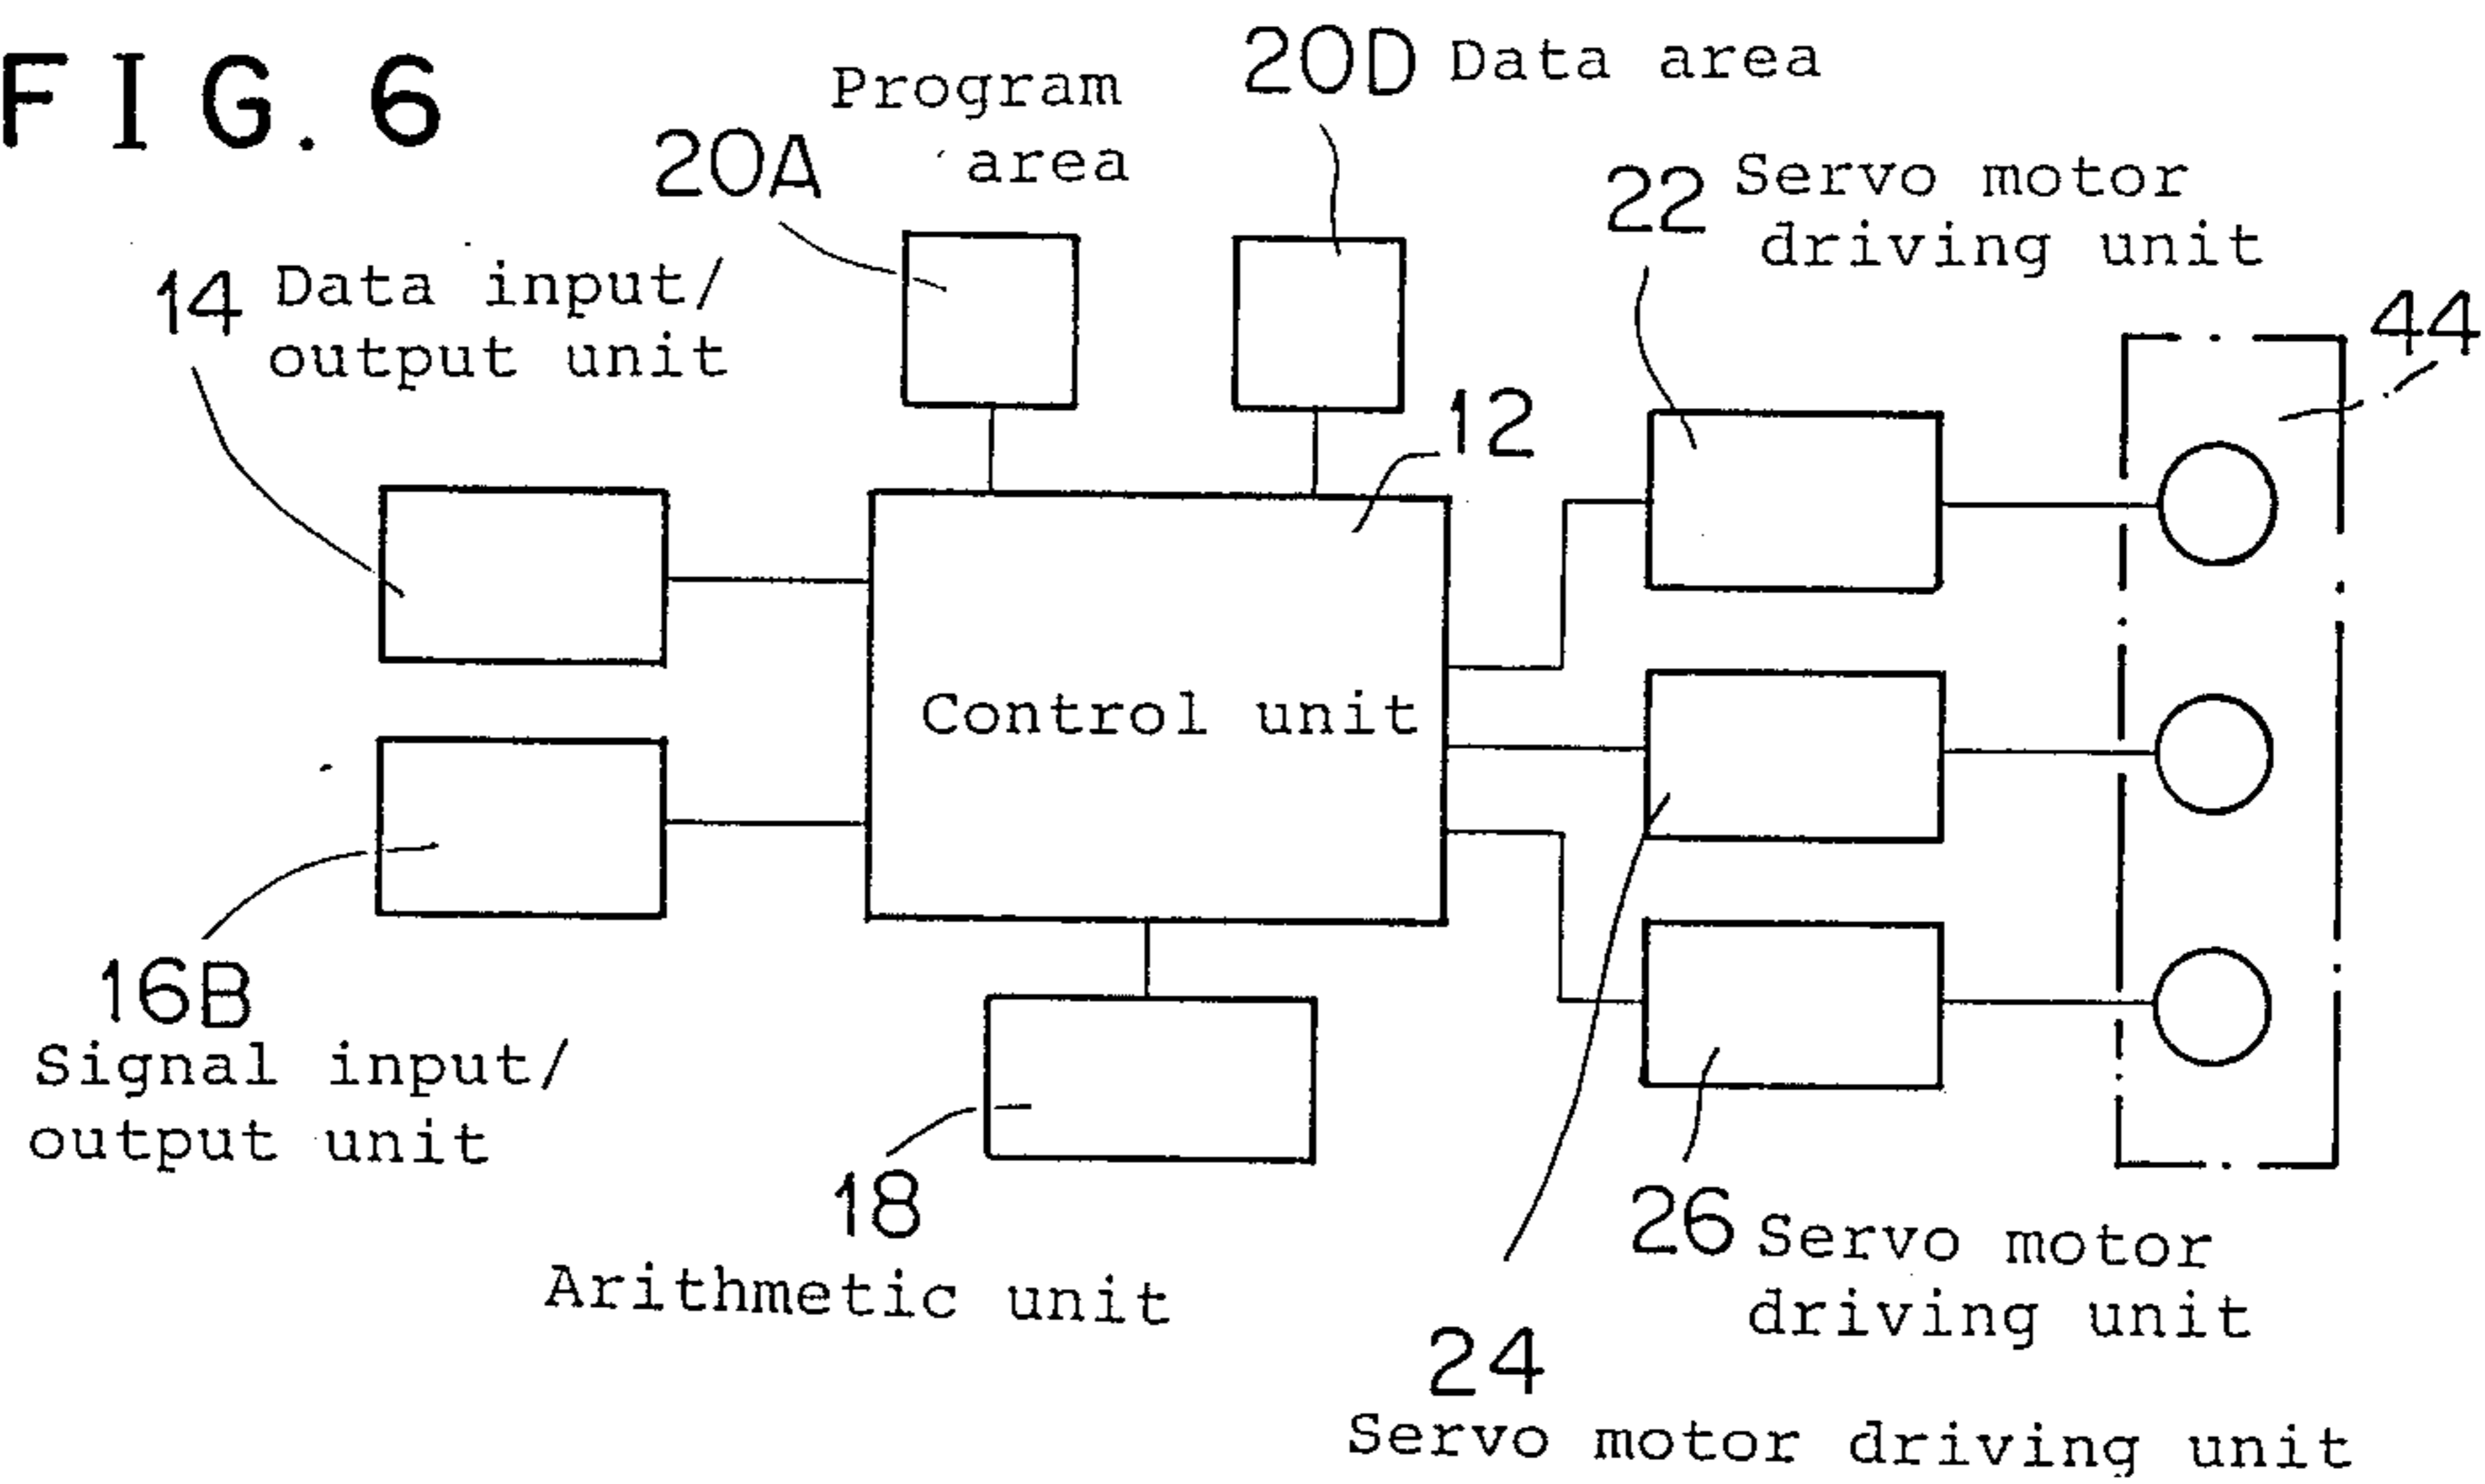 FIG. 6
20D Data area
Program
area
20A
22 Servo motor
driving unit
14 Data input/
output unit
44
12
Control unit
16B
Signal input/
output unit
18
Arithmetic unit
26 Servo motor
driving unit
24
Servo motor driving unit